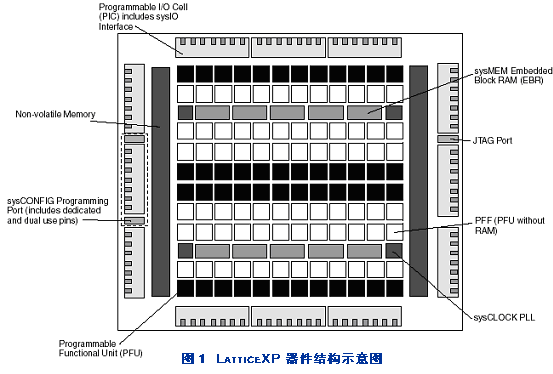 Programmable I/O Cell
(PIC) includes sysIO
Interface
sysMEM Embedded
Block RAM (EBR)
Non-volatile Memory
JTAG Port
sysCONFIG Programming
Port (includes dedicated
and dual use pins)
PFF (PFU without
RAM)
sysCLOCK PLL
Programmable
Functional Unit (PFU)
图 1 LATTICEXP 器件结构示意图